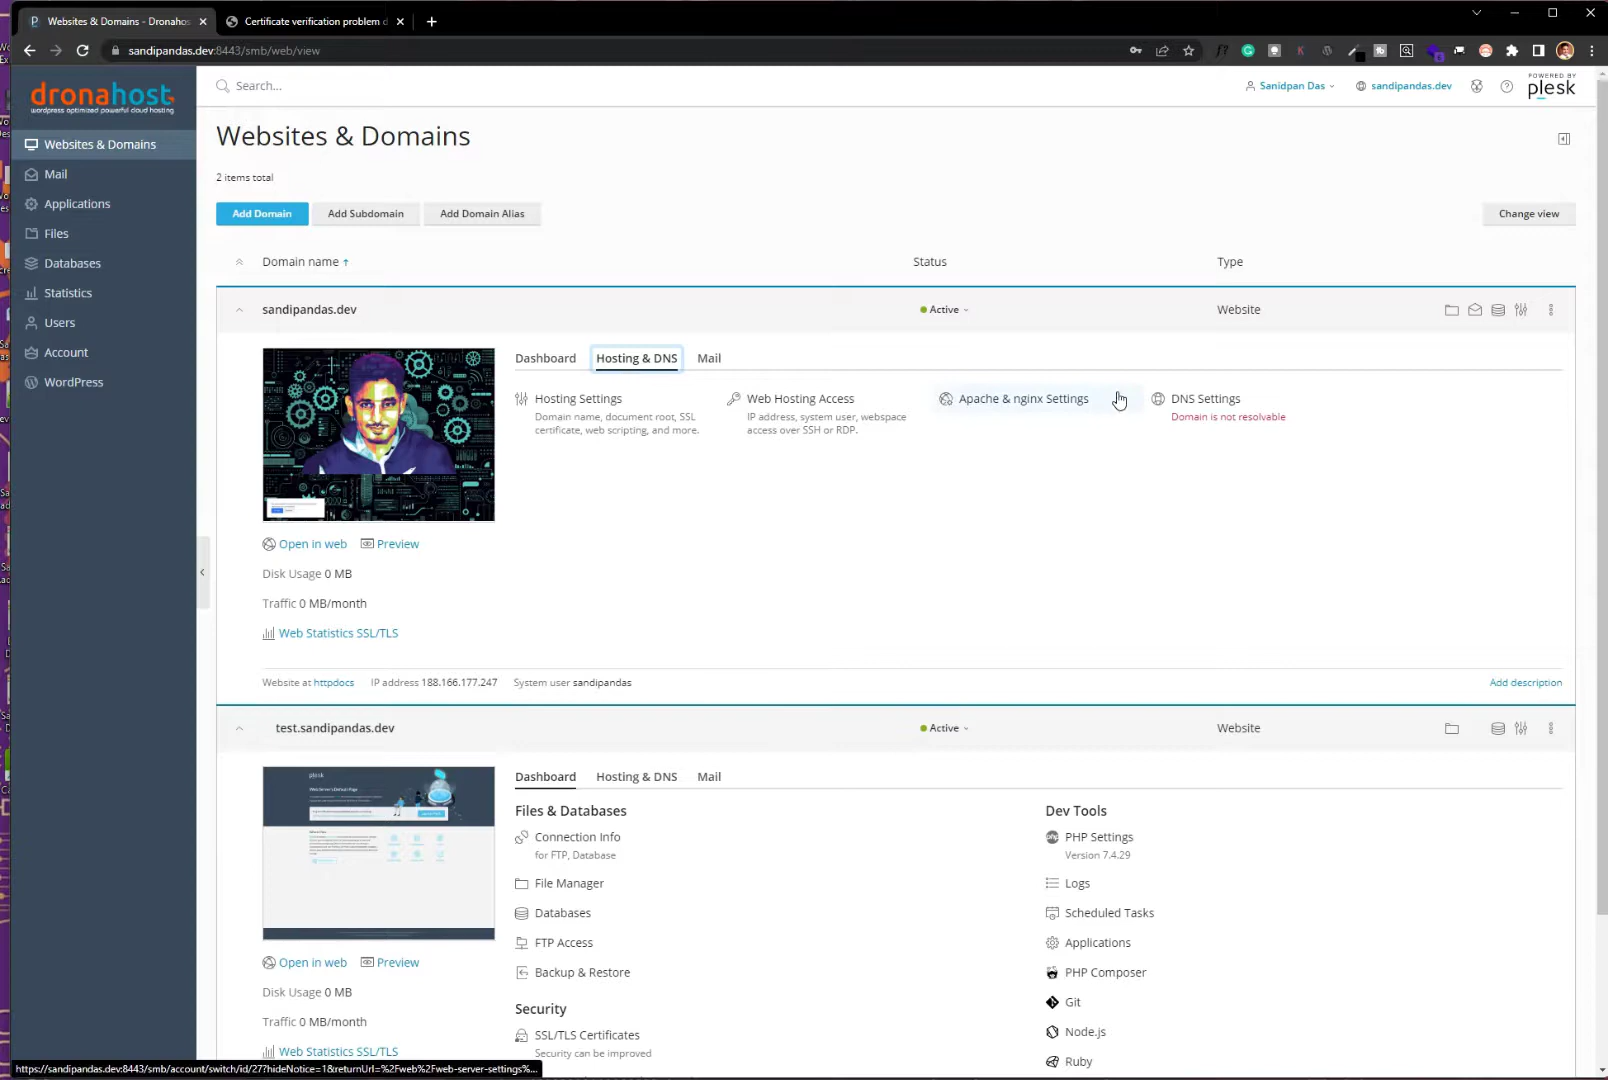 Websites & Domains - Dronahos
Certificate verification problem d
sandipandas.dev:8443/smb/web/view
dronahost
wordpress optimized powerful cloud hosting
Search...
Sanidpan Das
sandipandas.dev
POWERED BY
plesk
Websites & Domains
Mail
Applications
Files
Databases
Statistics
Users
Account
WordPress
Websites & Domains
2 items total
Add Domain
Add Subdomain
Add Domain Alias
Change view
Domain name ↑
Status
Type
sandipandas.dev
Active
Website
Dashboard
Hosting & DNS
Mail
Hosting Settings
Domain name, document root, SSL
certificate, web scripting, and more.
Web Hosting Access
IP address, system user, webspace
access over SSH or RDP.
Apache & nginx Settings
DNS Settings
Domain is not resolvable
Open in web
Preview
Disk Usage 0 MB
Traffic 0 MB/month
Web Statistics SSL/TLS
Website at httpdocs
IP address 188.166.177.247
System user sandipandas
Add description
test.sandipandas.dev
Active
Website
plesk
Dashboard
Hosting & DNS
Mail
Files & Databases
Connection Info
for FTP, Database
File Manager
Databases
FTP Access
Backup & Restore
Security
SSL/TLS Certificates
Security can be improved
Dev Tools
PHP Settings
Version 7.4.29
Logs
Scheduled Tasks
Applications
PHP Composer
Git
Node.js
Ruby
Open in web
Preview
Disk Usage 0 MB
Traffic 0 MB/month
Web Statistics SSL/TLS
https://sandipandas.dev:8443/smb/account/switch/id/27?hideNotice=1&returnUrl=%2Fweb%2Fweb-server-settings%...